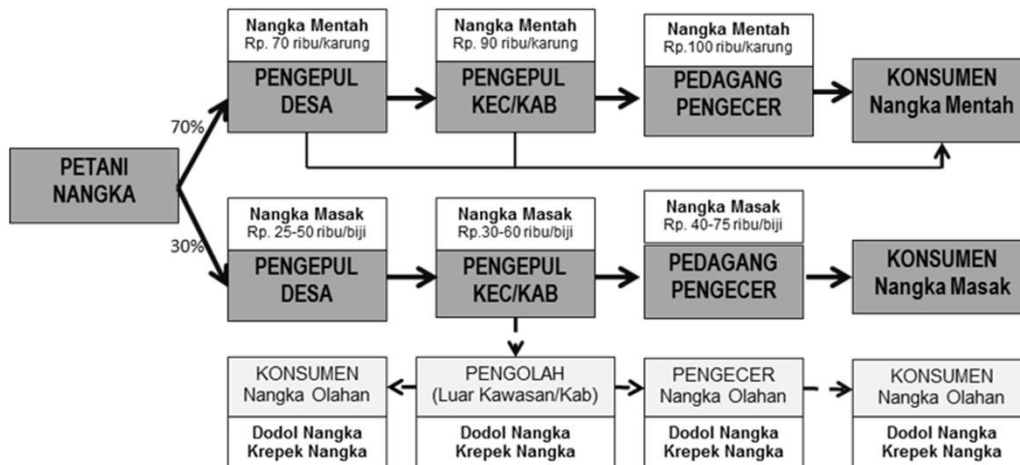 Nangka Mentah
Rp. 70 ribu/karung
PENGEPUL
DESA
Nangka Mentah
Rp. 90 ribu/karung
PENGEPUL
KEC/KAB
Nangka Mentah
Rp.100 ribu/karung
PEDAGANG
PENGECER
KONSUMEN
Nangka Mentah
70%
PETANI
NANGKA
30%
Nangka Masak
Rp. 25-50 ribu/biji
PENGEPUL
DESA
Nangka Masak
Rp.30-60 ribu/biji
PENGEPUL
KEC/KAB
Nangka Masak
Rp. 40-75 ribu/biji
PEDAGANG
PENGECER
KONSUMEN
Nangka Masak
KONSUMEN
Nangka Olahan
Dodol Nangka
Krepek Nangka
PENGOLAH
(Luar Kawasan/Kab)
Dodol Nangka
Krepek Nangka
PENGECER
Nangka Olahan
Dodol Nangka
Krepek Nangka
KONSUMEN
Nangka Olahan
Dodol Nangka
Krepek Nangka